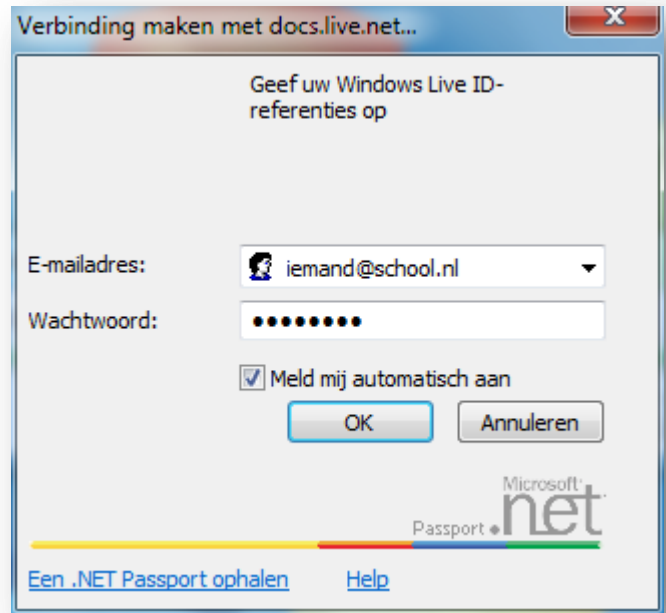 Verbinding maken met docs.live.net...
Geef uw Windows Live ID-
referenties op
E-mailadres:
iemand@school.nl
Wachtwoord:
●●●●●●●●
Meld mij automatisch aan
OK
Annuleren
Microsoft
Passport .net
Een .NET Passport ophalen
Help